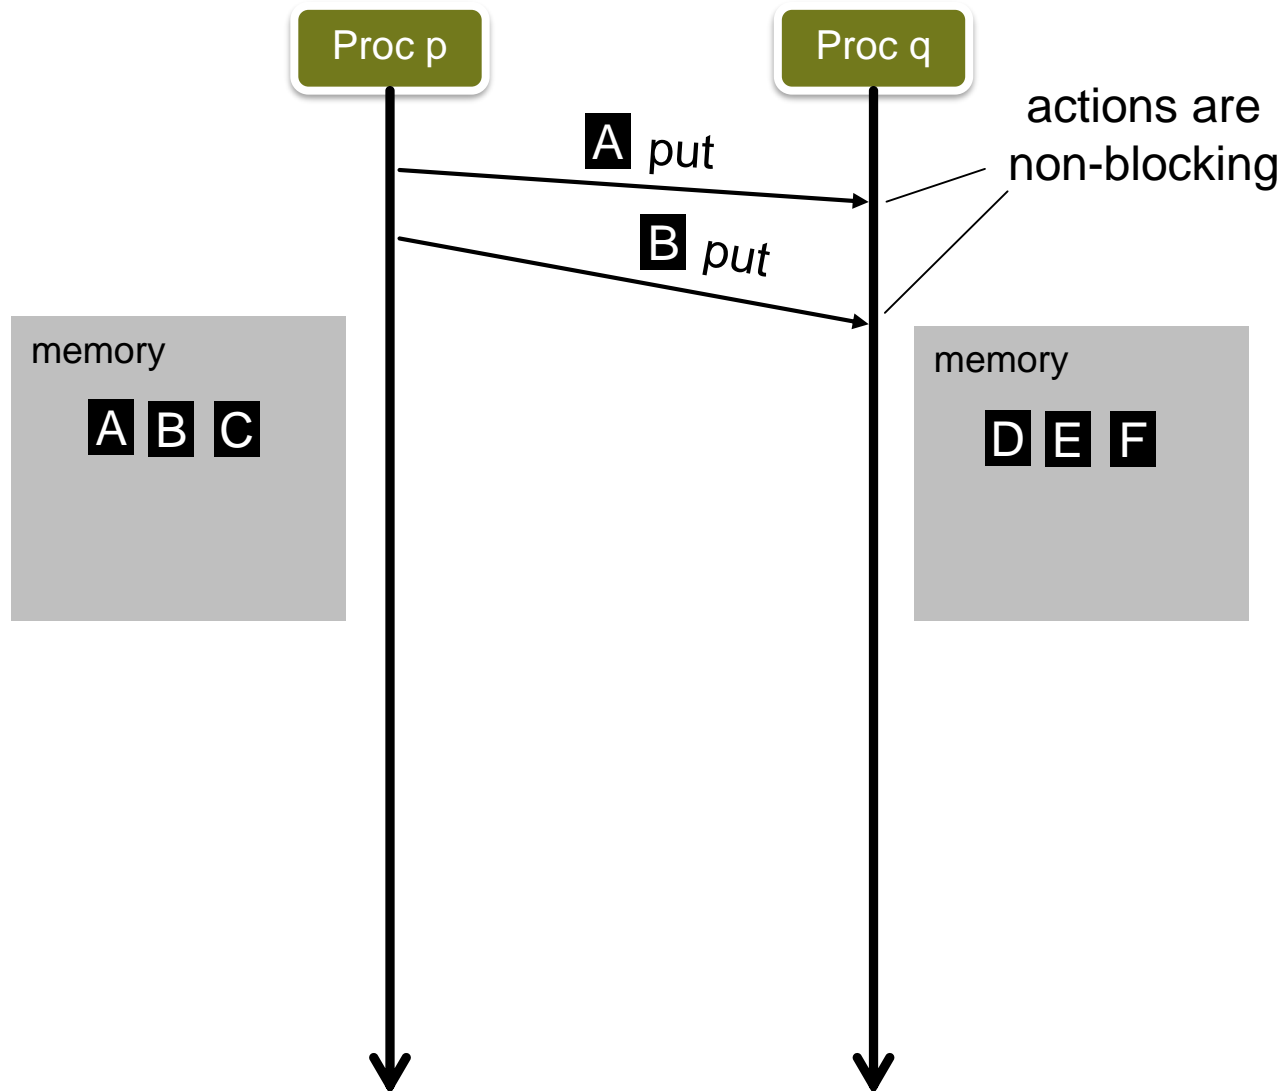 Proc p
Proc q
actions are
non-blocking
A put
B put
memory
A B C
memory
D E F